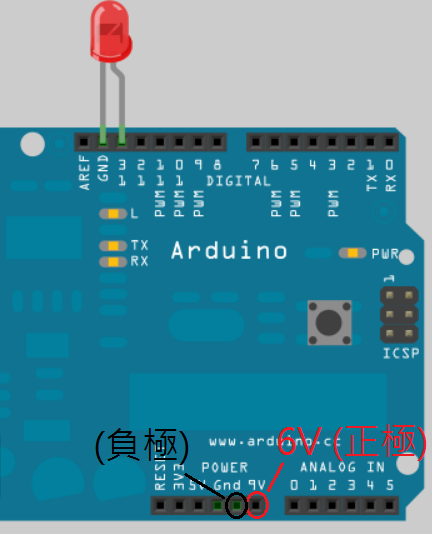 AREF
GND
13
12
PWM 11
PWM 10
PWM 9
8
7
PWM 6
PWM 5
4
PWM 3
2
TX 1
RX 0
DIGITAL
L
TX
RX
Arduino
PWR
1
ICSP
(負極)
6V (正極)
www.arduino.cc
POWER
ANALOG IN
RESET
3V3
5V Gnd 9V
0 1 2 3 4 5